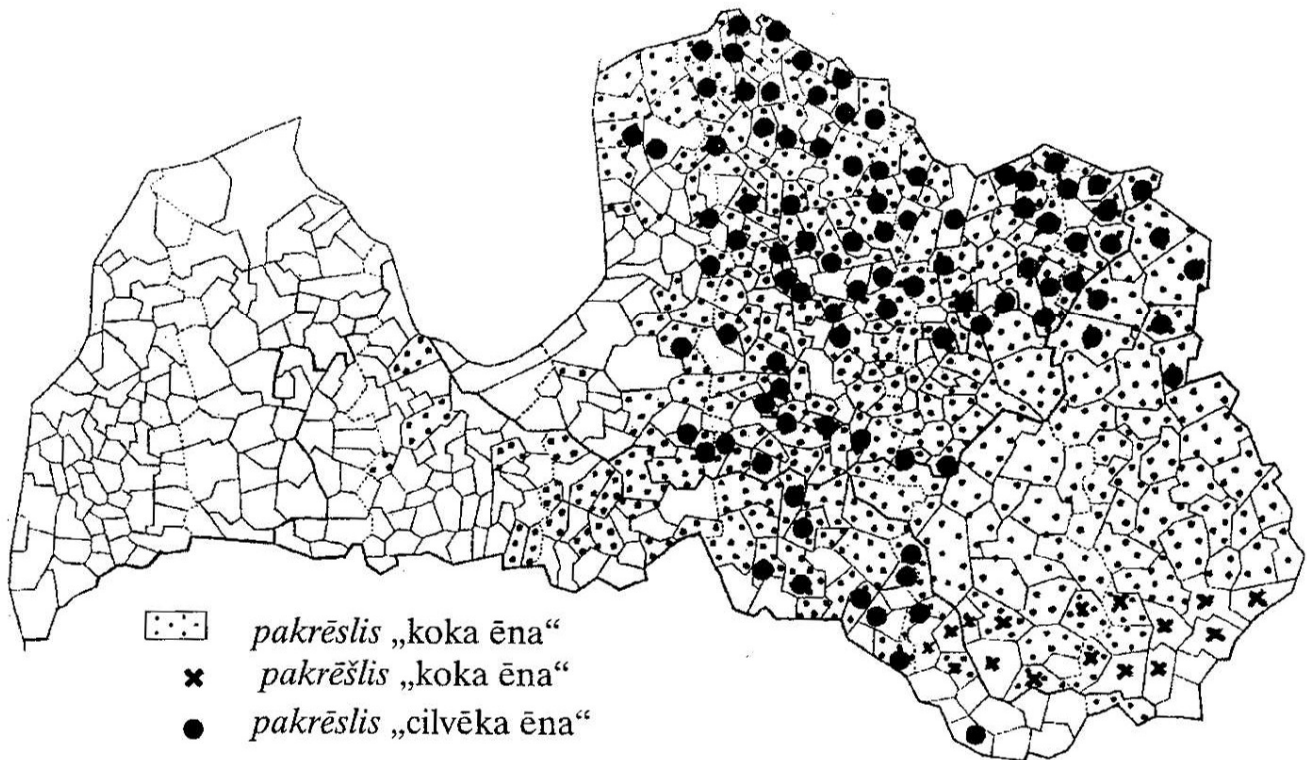 pakrēslis „koka ēna“
pakrēšlis „koka ēna“
pakrēslis „cilvēka ēna“